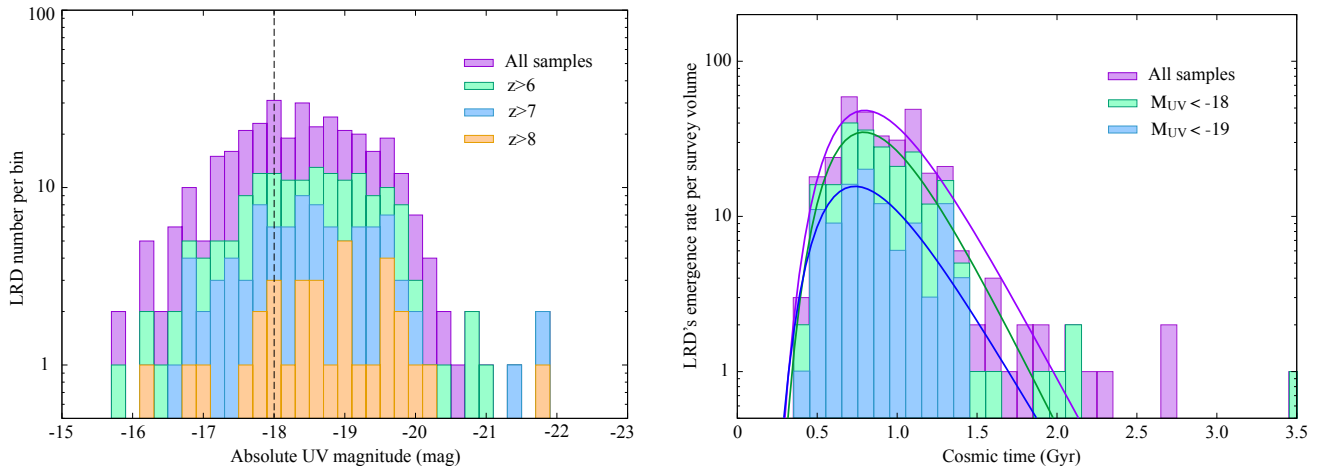 100
10
1
LRD number per bin
All samples
z>6
z>7
z>8
-15 -16 -17 -18 -19 -20 -21 -22 -23
Absolute UV magnitude (mag)
100
10
1
LRD's emergence rate per survey volume
All samples
MUV < -18
MUV < -19
0 0.5 1.0 1.5 2.0 2.5 3.0 3.5
Cosmic time (Gyr)